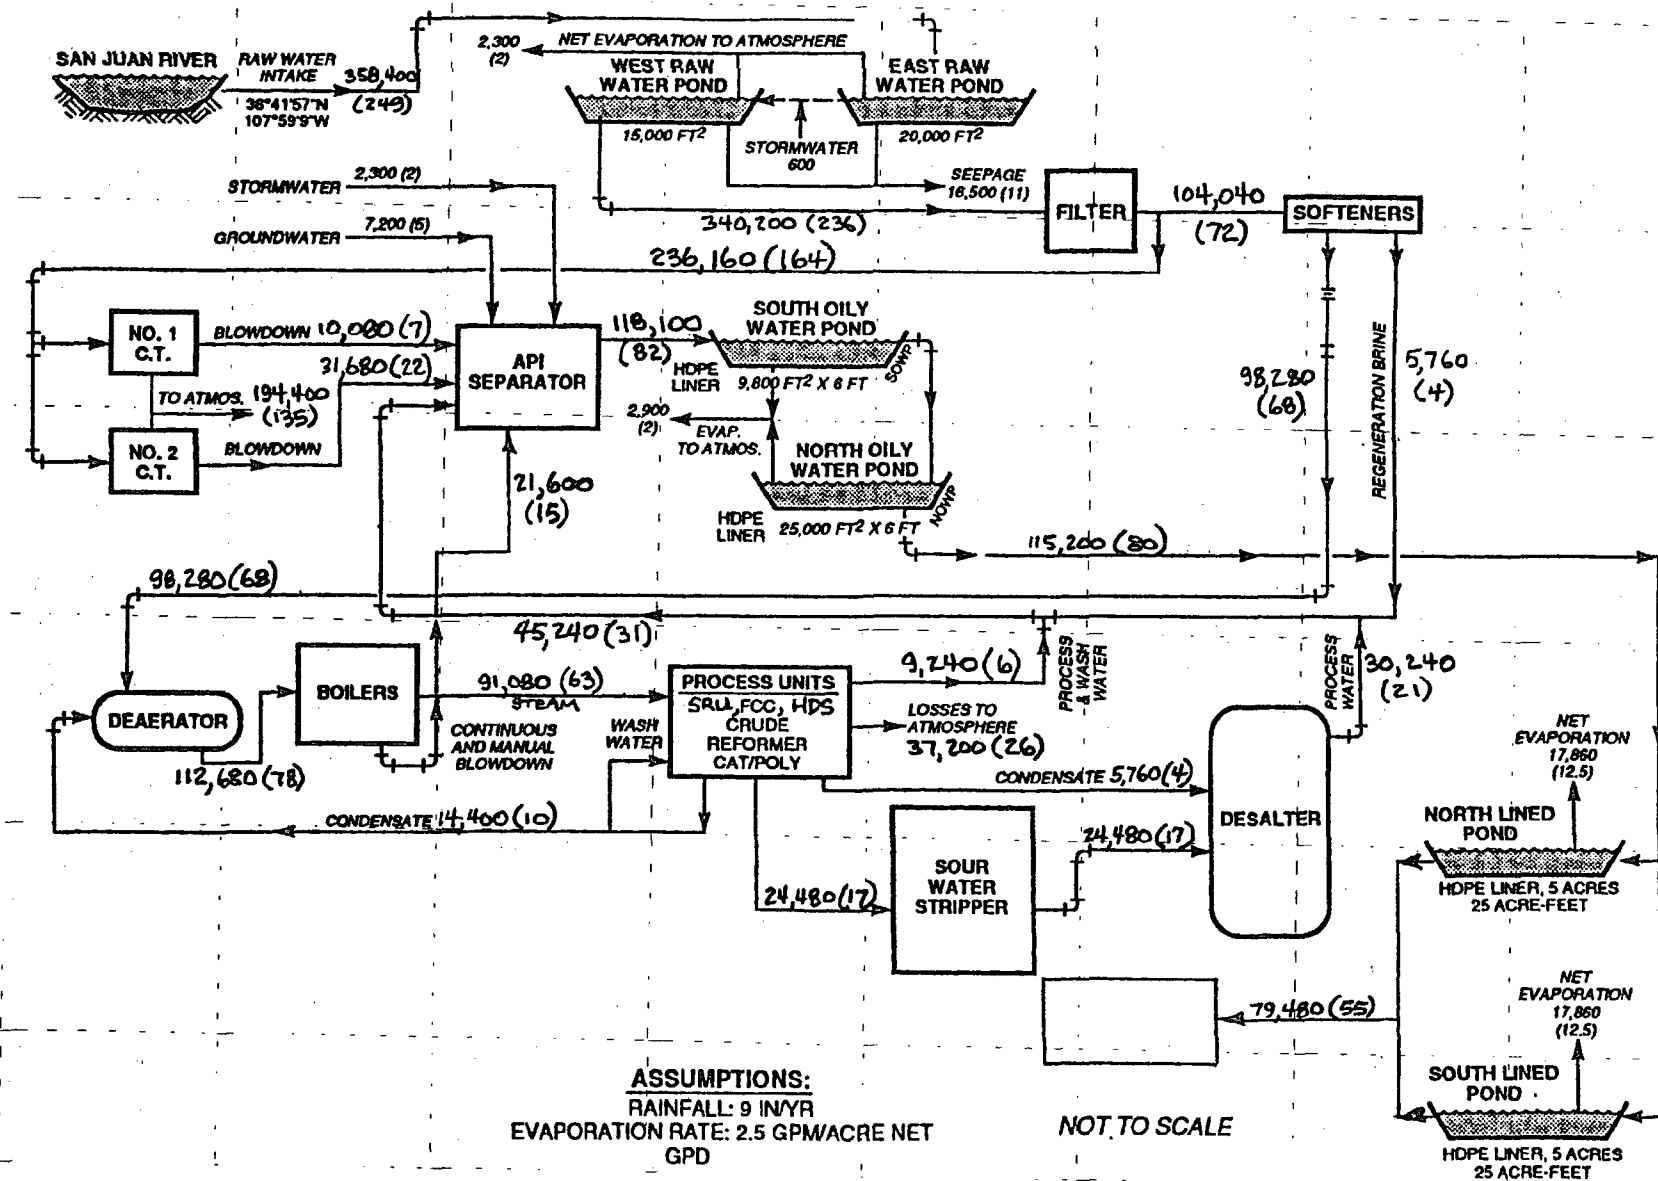 SAN JUAN RIVER
RAW WATER
INTAKE
36°41'57"N
107°59'9"W
358,400
(249)
2,300
(2)
NET EVAPORATION TO ATMOSPHERE
WEST RAW
WATER POND
15,000 FT²
EAST RAW
WATER POND
20,000 FT²
STORMWATER
600
SEEPAGE
16,500 (11)
STORMWATER 2,300 (2)
GROUNDWATER 7,200 (5)
340,200 (236)
FILTER
104,040
(72)
SOFTENERS
236,160 (164)
NO. 1
C.T.
BLOWDOWN 10,080 (7)
31,680 (22)
TO ATMOS. 194,400
(135)
NO. 2
C.T.
BLOWDOWN
API
SEPARATOR
118,100
(82)
SOUTH OILY
WATER POND
HDPE
LINER
9,800 FT² X 6 FT
SOWP
2,900
(2)
EVAP.
TO ATMOS.
NORTH OILY
WATER POND
HDPE
LINER
25,000 FT² X 6 FT
NOWP
21,600
(15)
98,280
(68)
REGENERATION BRINE
5,760
(4)
115,200 (80)
98,280 (68)
45,240 (31)
DEAERATOR
BOILERS
112,680 (78)
91,080 (63)
STEAM
CONTINUOUS
AND MANUAL
BLOWDOWN
WASH
WATER
CONDENSATE 14,400 (10)
PROCESS UNITS
SRU, FCC, HDS
CRUDE
REFORMER
CAT/POLY
9,240 (6)
PROCESS
& WASH
WATER
LOSSES TO
ATMOSPHERE
37,200 (26)
CONDENSATE 5,760 (4)
24,480 (17)
SOUR
WATER
STRIPPER
24,480 (17)
DESALTER
PROCESS
WATER
30,240
(21)
NET
EVAPORATION
17,860
(12.5)
NORTH LINED
POND
HDPE LINER, 5 ACRES
25 ACRE-FEET
79,480 (55)
NET
EVAPORATION
17,860
(12.5)
SOUTH LINED
POND
HDPE LINER, 5 ACRES
25 ACRE-FEET
ASSUMPTIONS:
RAINFALL: 9 IN/YR
EVAPORATION RATE: 2.5 GPM/ACRE NET
GPD
NOT TO SCALE